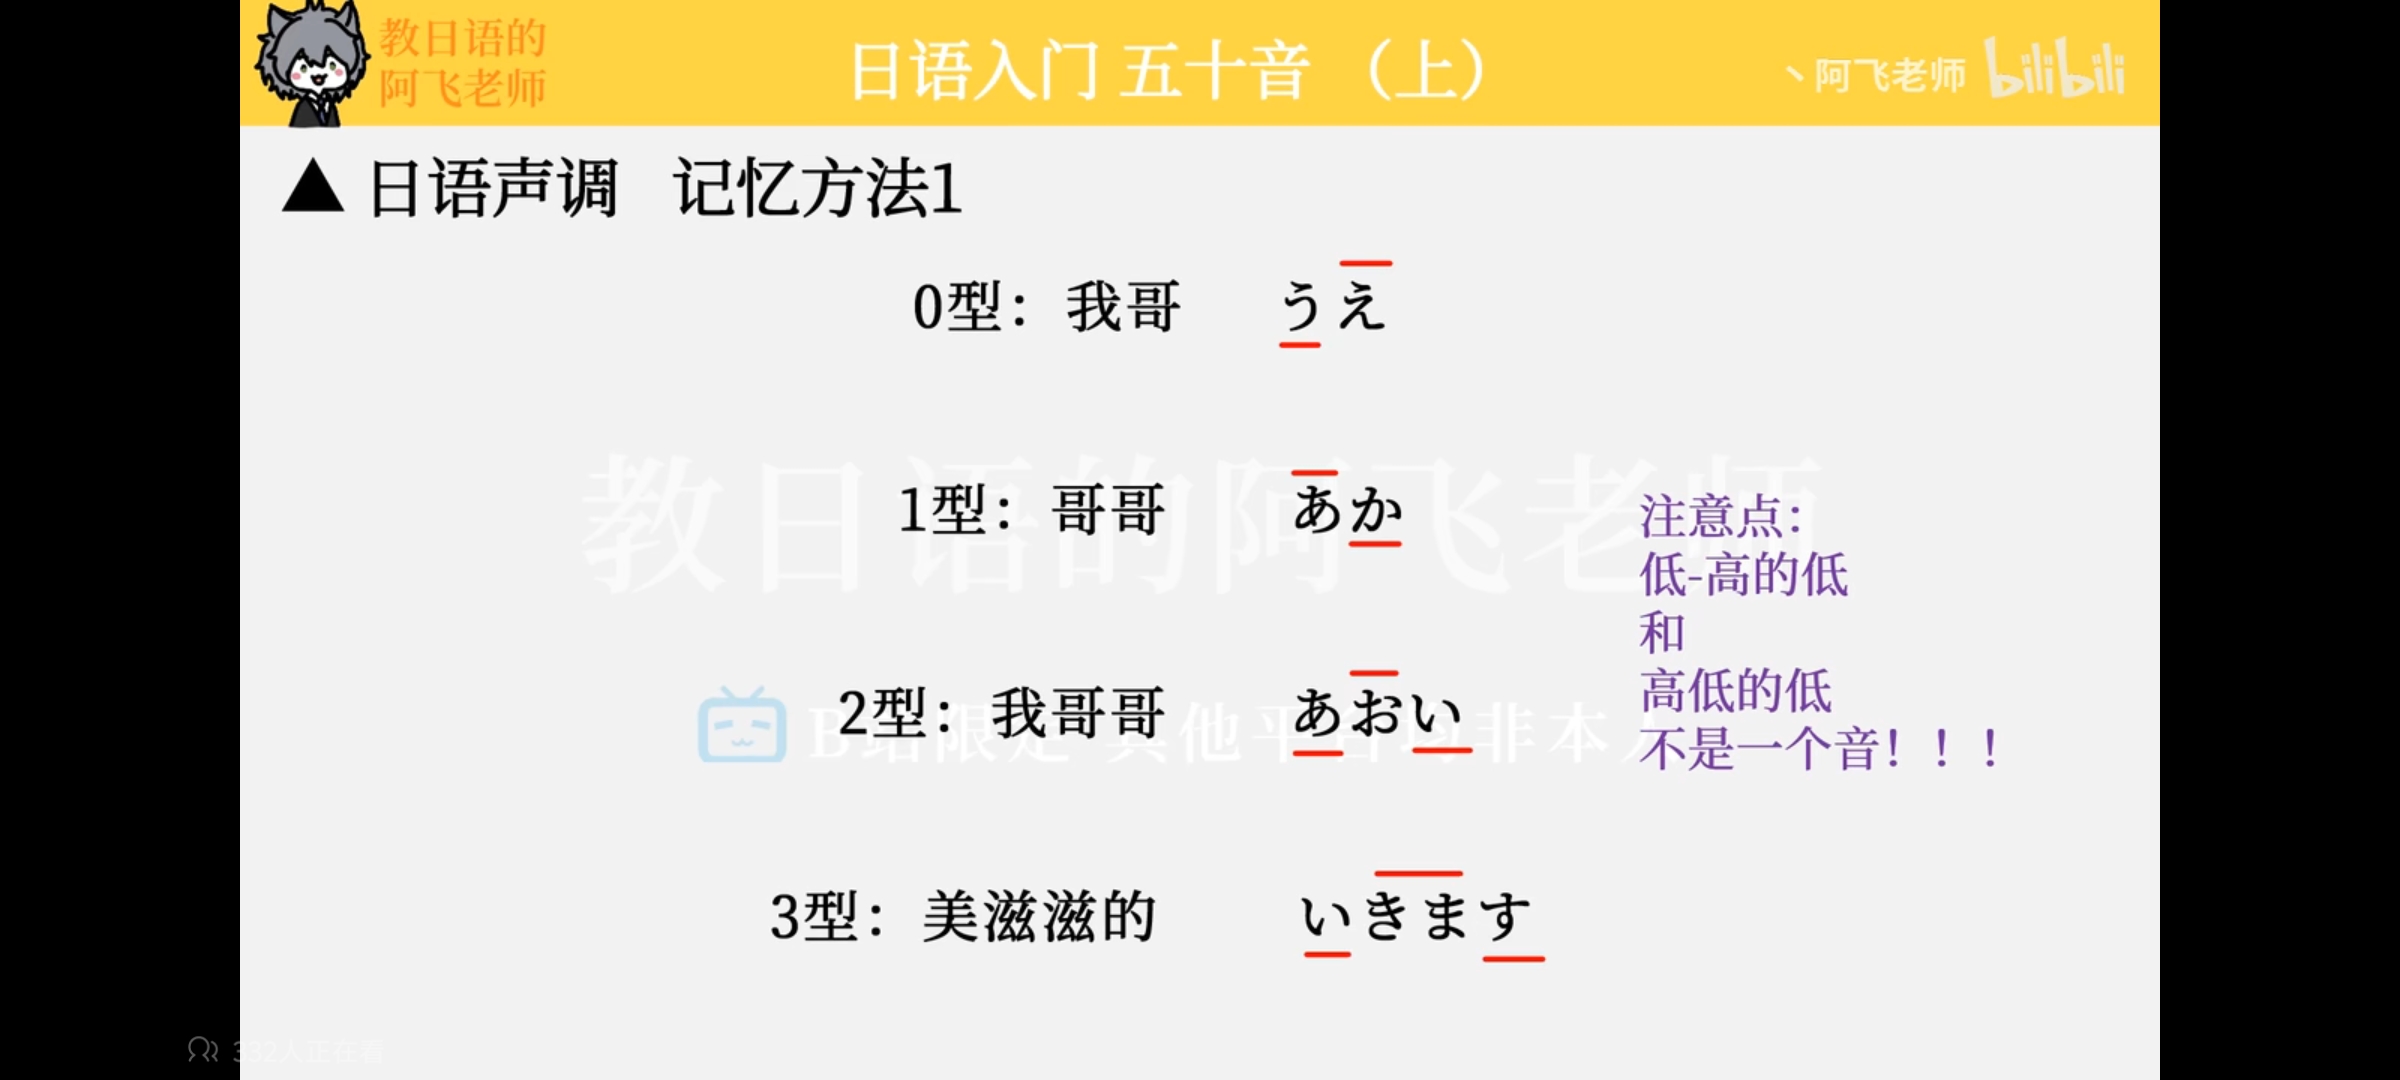 教日语的
阿飞老师
日语入门 五十音 （上）
丶阿飞老师 bilibili
▲ 日语声调 记忆方法1
0型：我哥 うえ
1型：哥哥 あか
2型：我哥哥 あおい
3型：美滋滋的 いきます
注意点：
低-高的低
和
高低的低
不是一个音！！！
教日语的阿飞老师
B站限定 其他平台均非本人
332人正在看